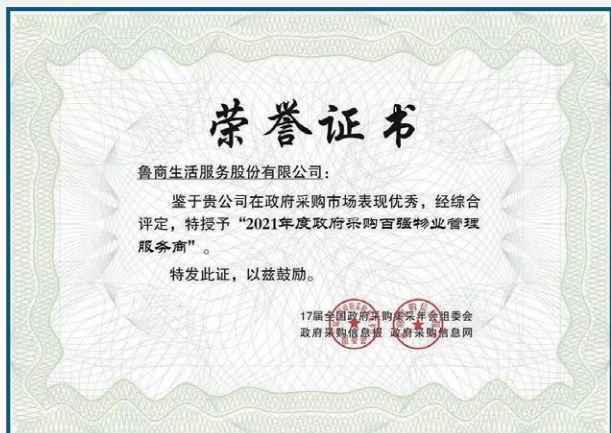 荣誉证书
鲁商生活服务股份有限公司：
鉴于贵公司在政府采购市场表现优秀，经综合
评定，特授予“2021年度政府采购百强物业管理
服务商”。
特发此证，以兹鼓励。
17届全国政府采购集采年会组委会
政府采购信息报 政府采购信息网